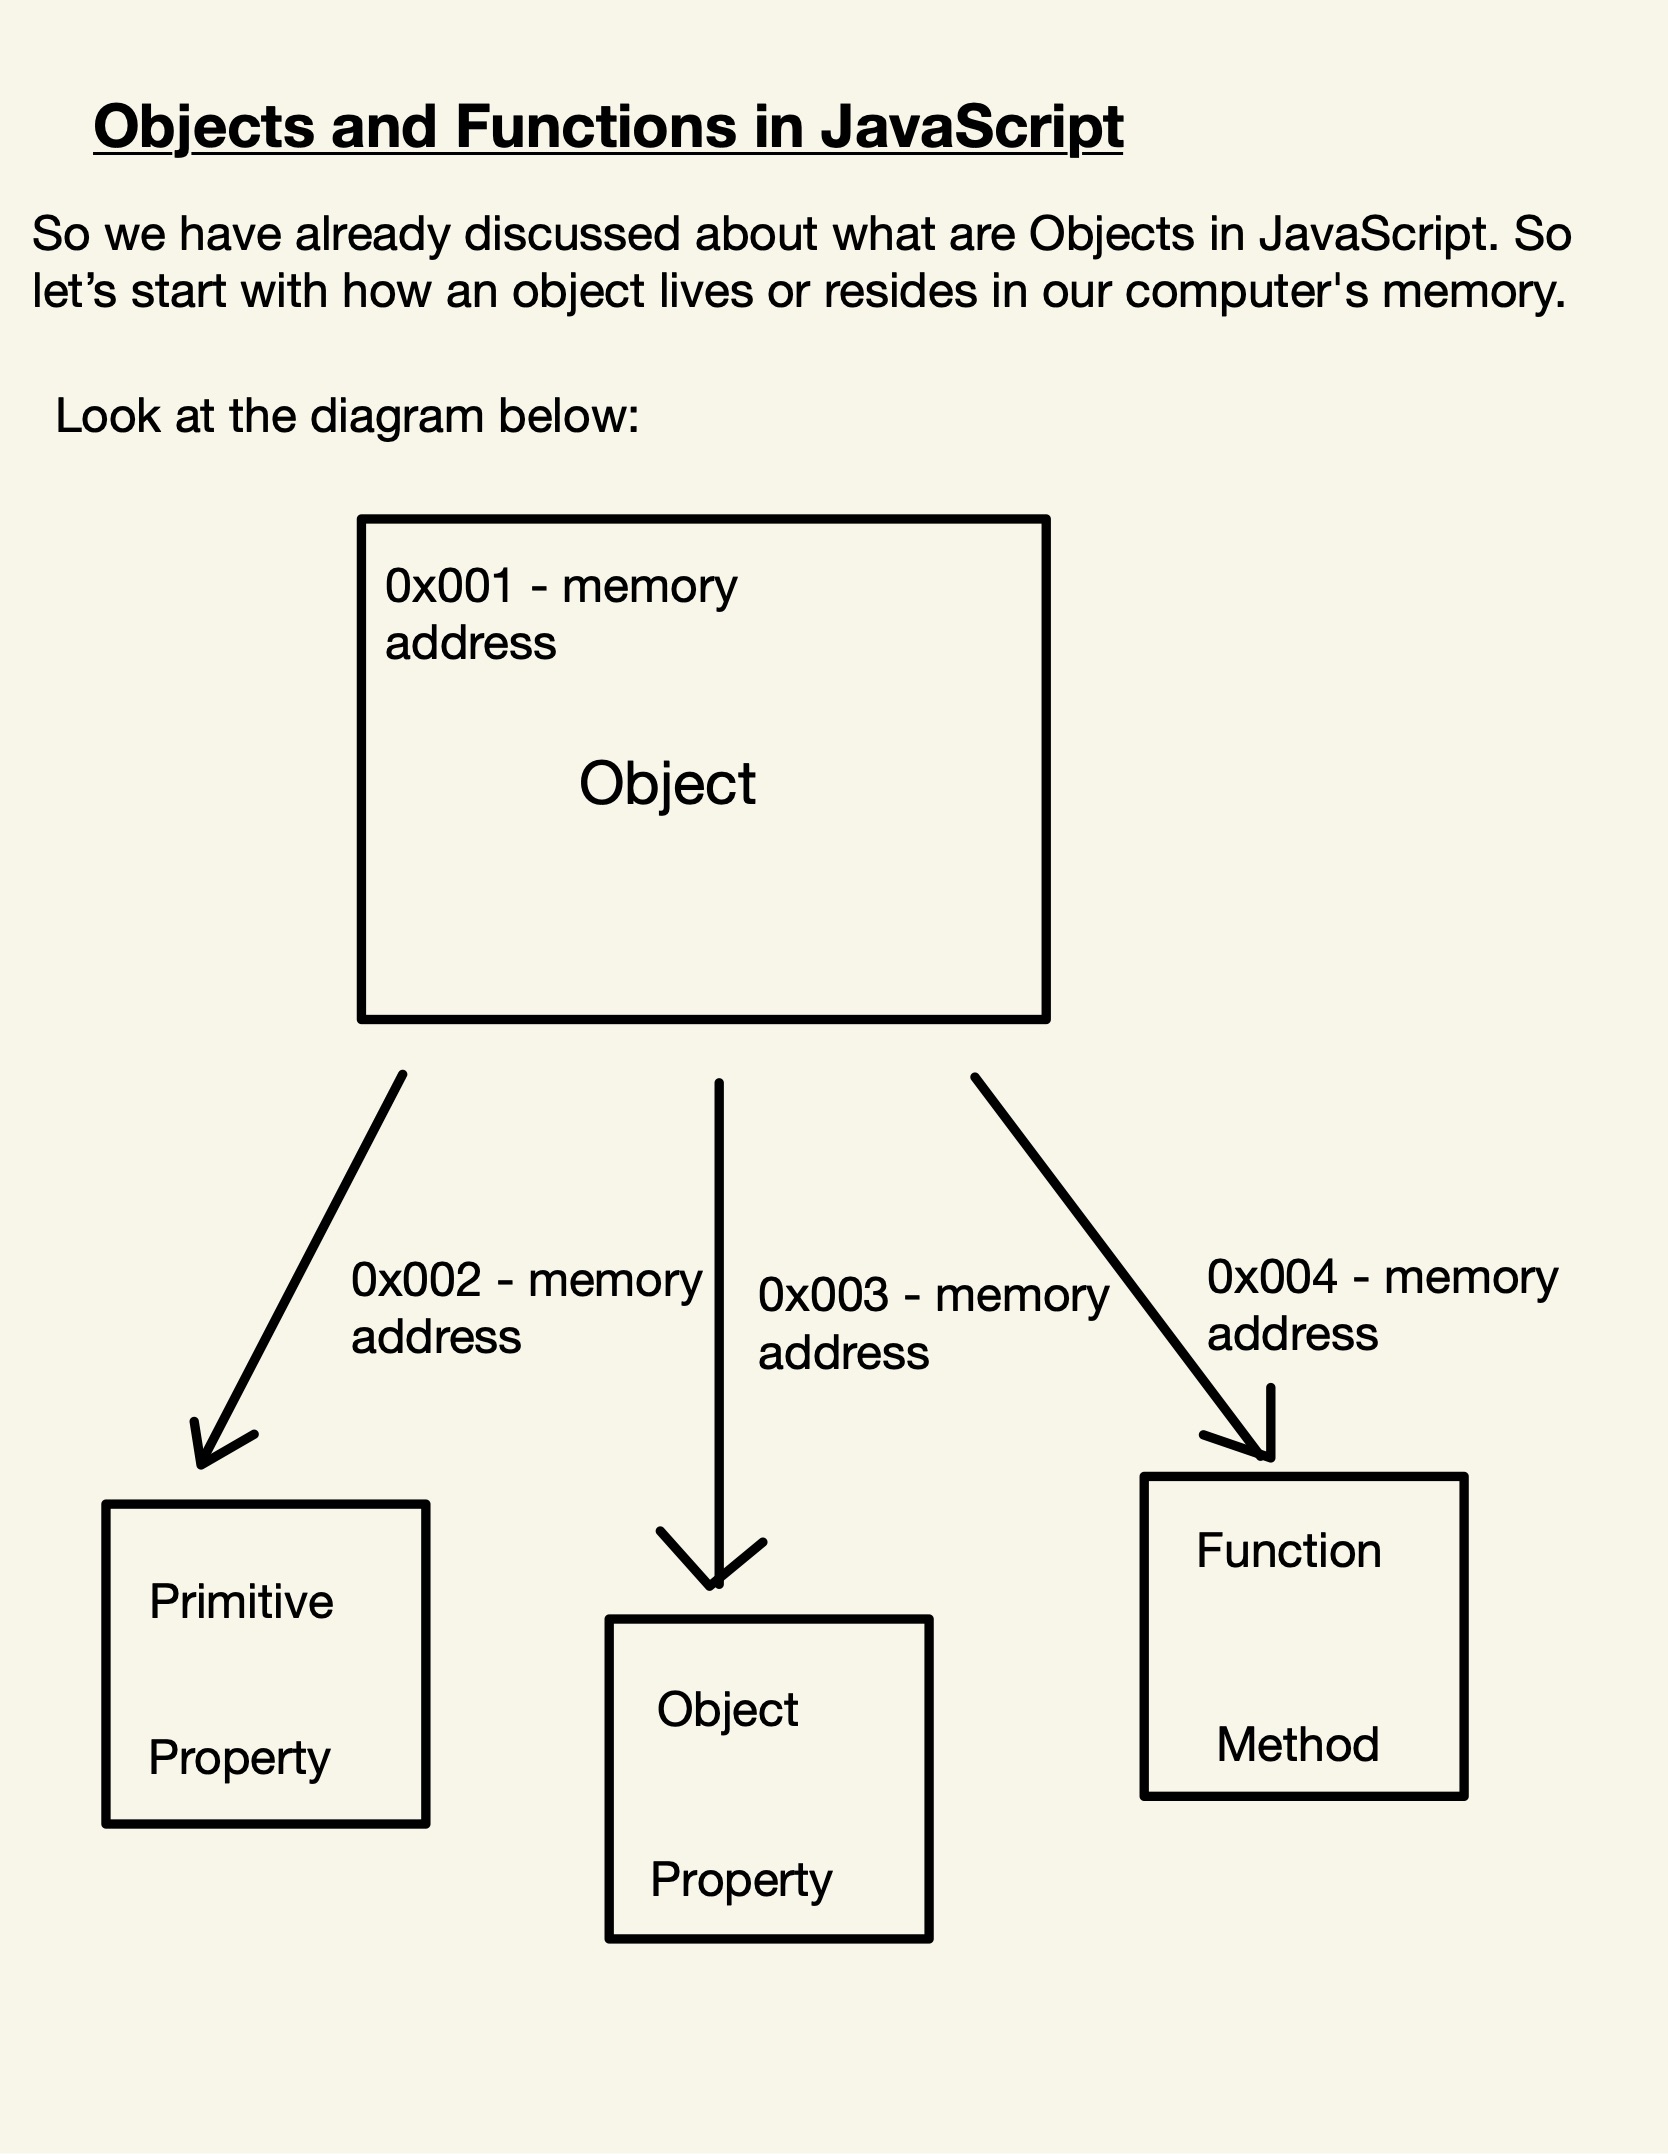 Objects and Functions in JavaScript
So we have already discussed about what are Objects in JavaScript. So
let’s start with how an object lives or resides in our computer's memory.
Look at the diagram below:
0x001 - memory
address
Object
0x002 - memory
address
0x003 - memory
address
0x004 - memory
address
Primitive
Property
Object
Property
Function
Method